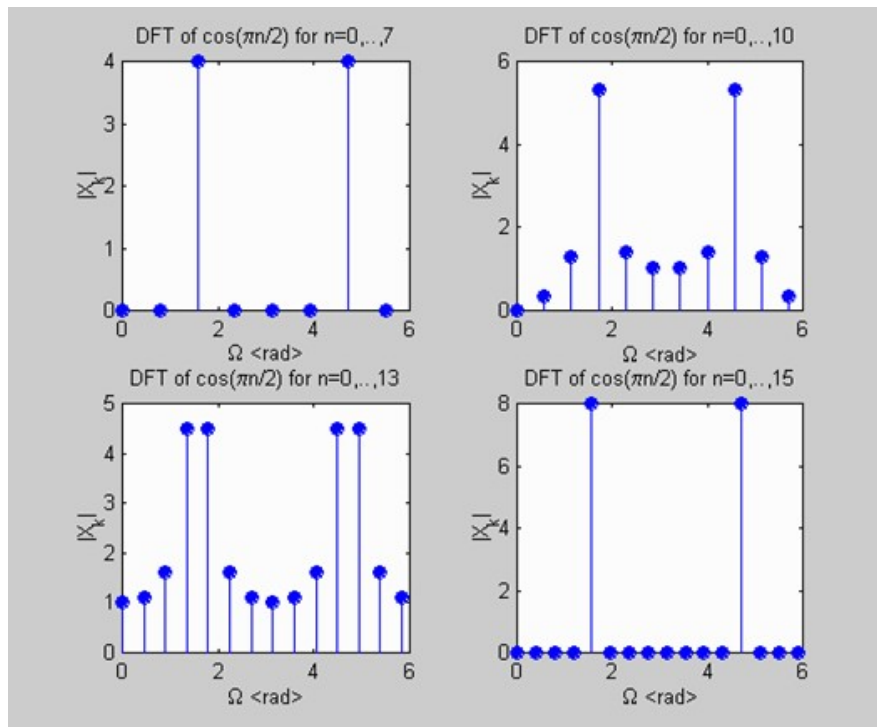 DFT of cos(πn/2) for n=0,..,7
4
3
2
1
0
|X_k|
0 2 4 6
Ω <rad>
DFT of cos(πn/2) for n=0,..,10
6
4
2
0
|X_k|
0 2 4 6
Ω <rad>
DFT of cos(πn/2) for n=0,..,13
5
4
3
2
1
0
|X_k|
0 2 4 6
Ω <rad>
DFT of cos(πn/2) for n=0,..,15
8
6
4
2
0
|X_k|
0 2 4 6
Ω <rad>